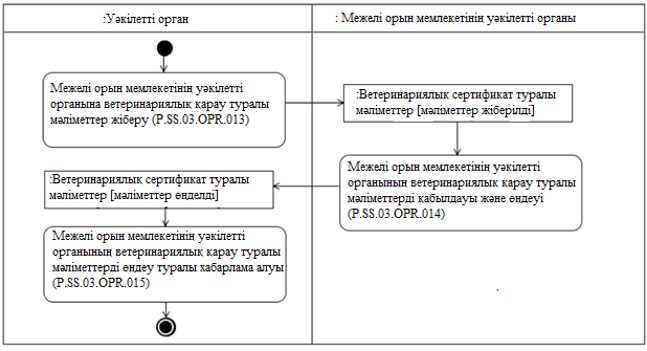 :Уәкілетті орган
: Межелі орын мемлекетінің уәкілетті органы
Межелі орын мемлекетінің уәкілетті
органына ветеринариялық қарау туралы
мәліметтер жіберу (P.SS.03.OPR.013)
:Ветеринариялық сертификат туралы
мәліметтер [мәліметтер жіберілді]
Межелі орын мемлекетінің уәкілетті
органының ветеринариялық қарау туралы
мәліметтерді қабылдауы және өңдеуі
(P.SS.03.OPR.014)
:Ветеринариялық сертификат туралы
мәліметтер [мәліметтер өңделді]
Межелі орын мемлекетінің уәкілетті
органының ветеринариялық қарау туралы
мәліметтерді өңдеу туралы хабарлама алуы
(P.SS.03.OPR.015)